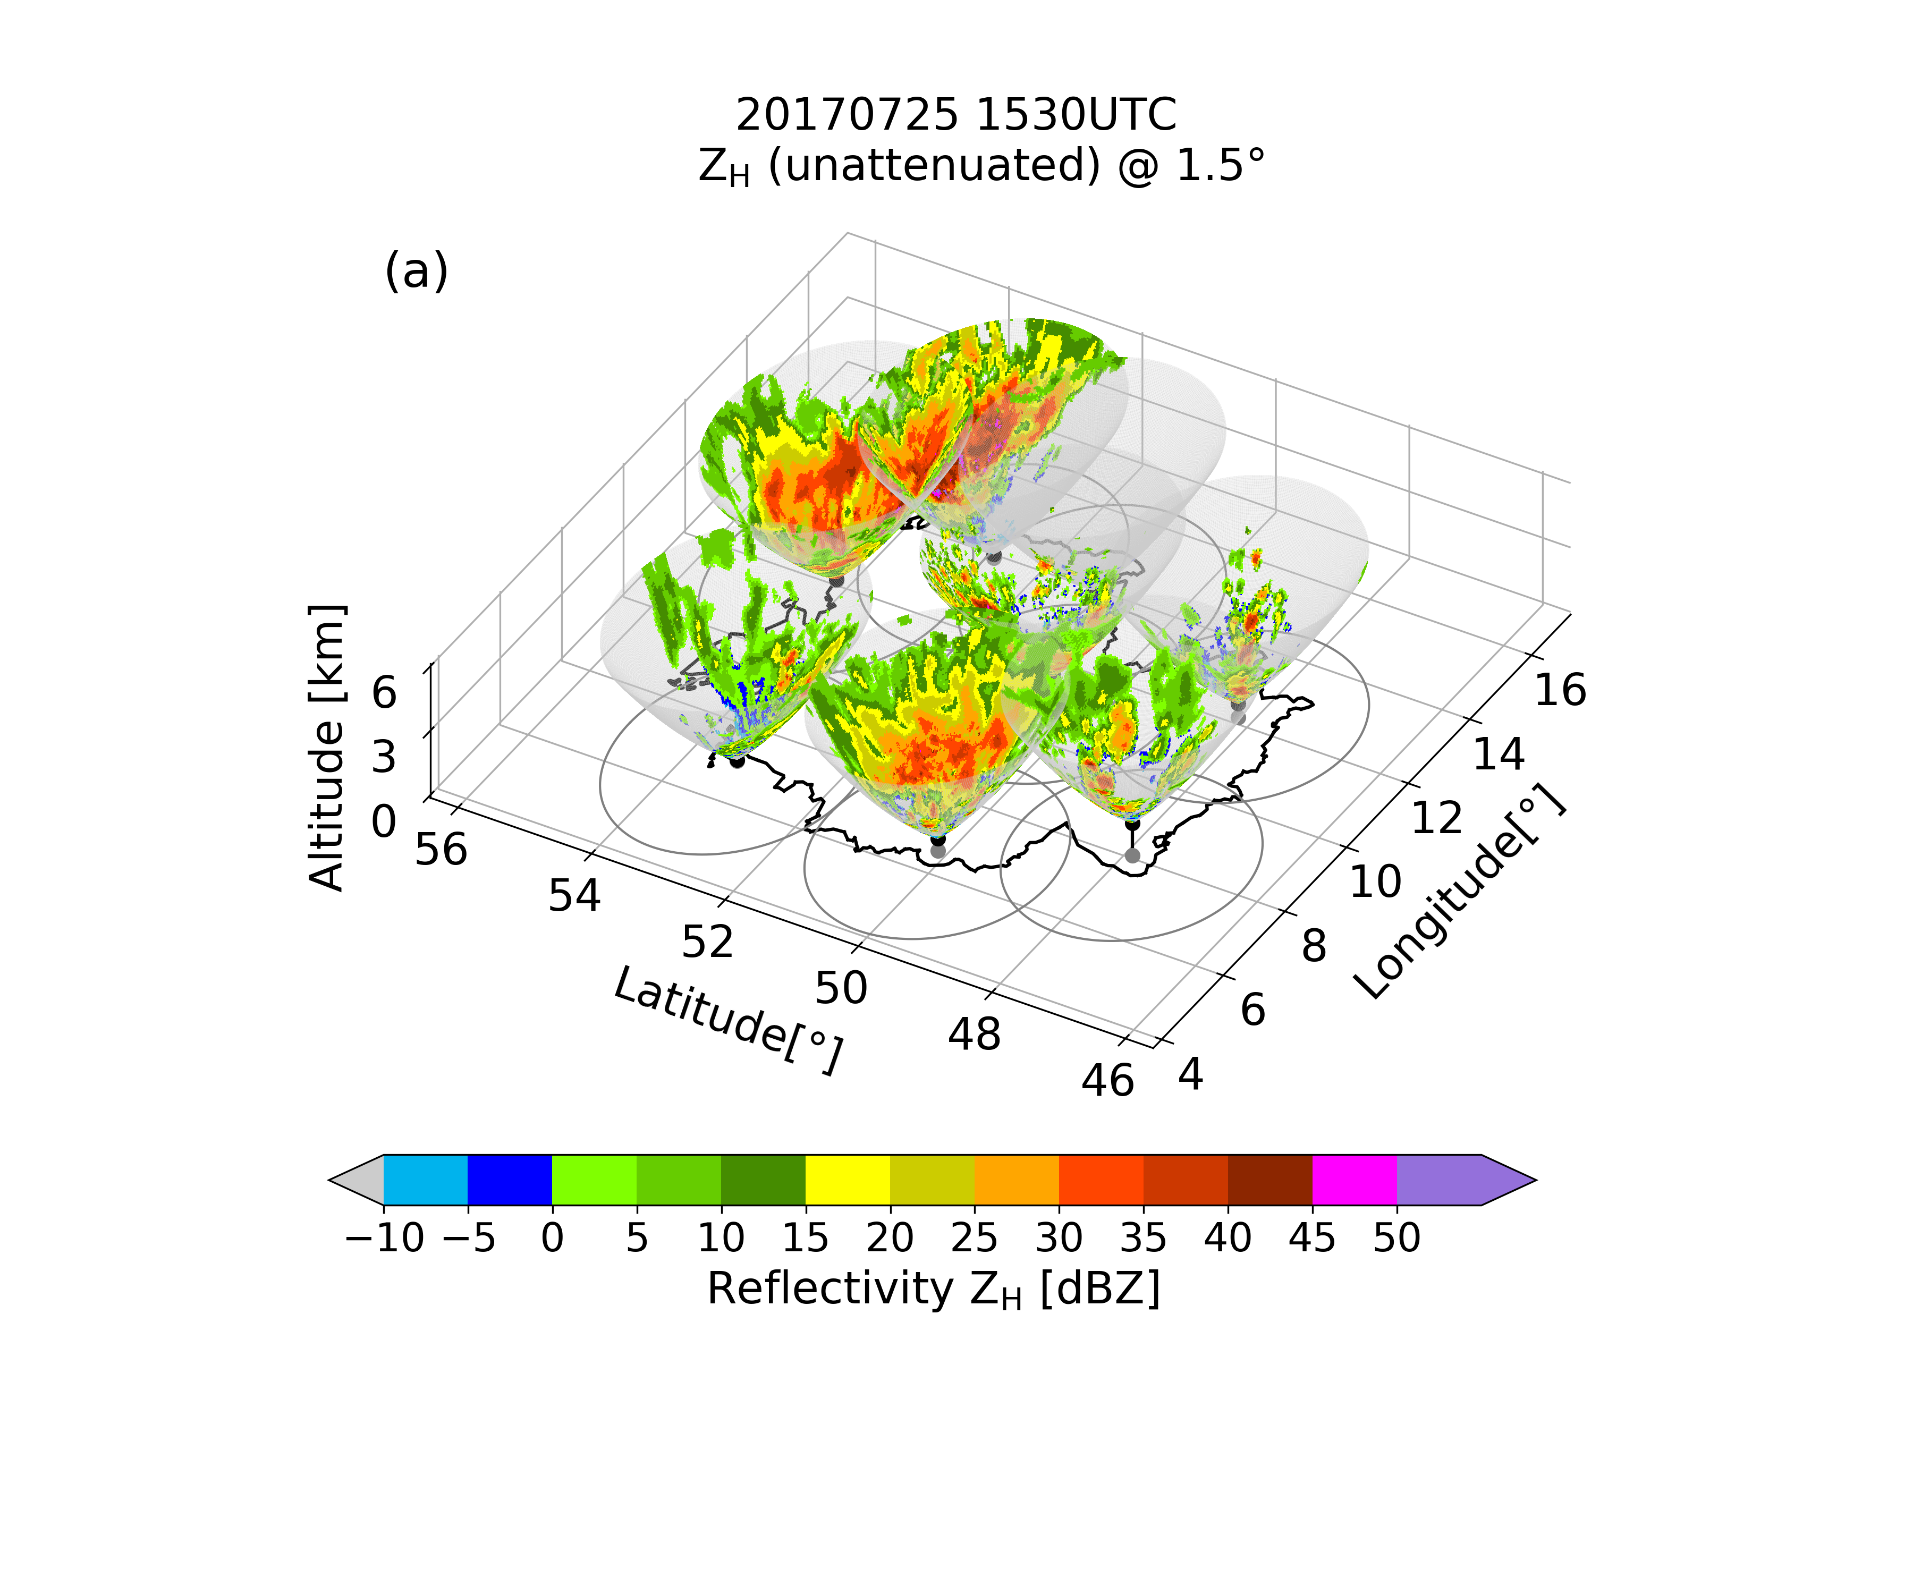 20170725 1530UTC
Z_H (unattenuated) @ 1.5°
(a)
Altitude [km]
6
3
0
56
54
52
50
48
46
Latitude[°]
4
6
8
10
12
14
16
Longitude[°]
−10 −5 0 5 10 15 20 25 30 35 40 45 50
Reflectivity Z_H [dBZ]